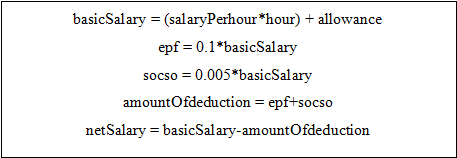 basicSalary = (salaryPerhour*hour) + allowance
epf = 0.1*basicSalary
socso = 0.005*basicSalary
amountOfdeduction = epf+socso
netSalary = basicSalary-amountOfdeduction